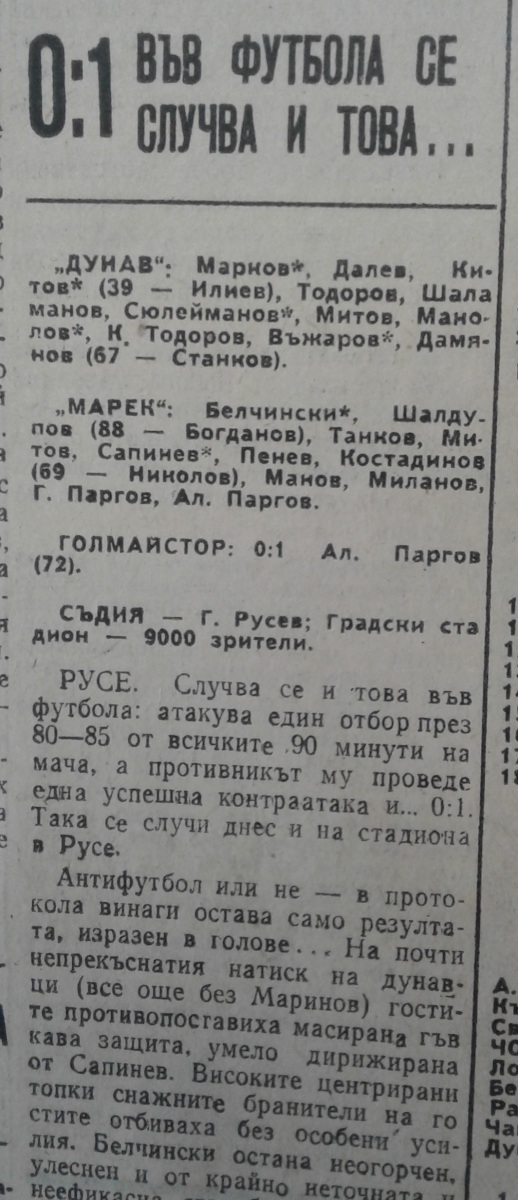 0:1 ВЪВ ФУТБОЛА СЕ
СЛУЧВА И ТОВА...
„ДУНАВ“: Марков*, Далев, Ки-
тов* (39 — Илиев), Тодоров, Шала
манов, Сюлейманов*, Митов, Мано-
лов*, К. Тодоров, Въжаров*, Дамя-
нов (67 — Станков).
„МАРЕК“: Белчински*, Шалду-
пов (88 — Богданов), Танков, Ми-
тов, Сапинев*, Пенев, Костадинов
(69 — Николов), Манов, Миланов,
Г. Паргов, Ал. Паргов.
ГОЛМАЙСТОР: 0:1 Ал. Паргов
(72).
СЪДИЯ — Г. Русев; Градски ста
дион — 9000 зрители.
РУСЕ. Случва се и това във
футбола: атакува един отбор през
80—85 от всичките 90 минути на
мача, а противникът му проведе
една успешна контраатака и... 0:1.
Така се случи днес и на стадиона
в Русе.
Антифутбол или не — в прото-
кола винаги остава само резулта-
та, изразен в голове... На почти
непрекъснатия натиск на дунав-
ци (все още без Маринов) гости-
те противопоставиха масирана гъв
кава защита, умело дирижирана
от Сапинев. Високите центрирани
топки снажните бранители на го
стите отбиваха без особени уси-
лия. Белчински остана неогорчен,
улеснен и от крайно неточната
неефикасна